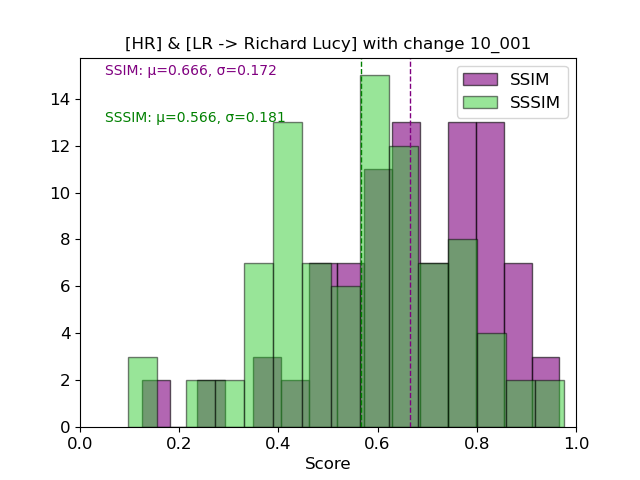 [HR] & [LR -> Richard Lucy] with change 10_001
SSIM: μ=0.666, σ=0.172
SSSIM: μ=0.566, σ=0.181
SSIM
SSSIM
14
12
10
8
6
4
2
0
0.0 0.2 0.4 0.6 0.8 1.0
Score